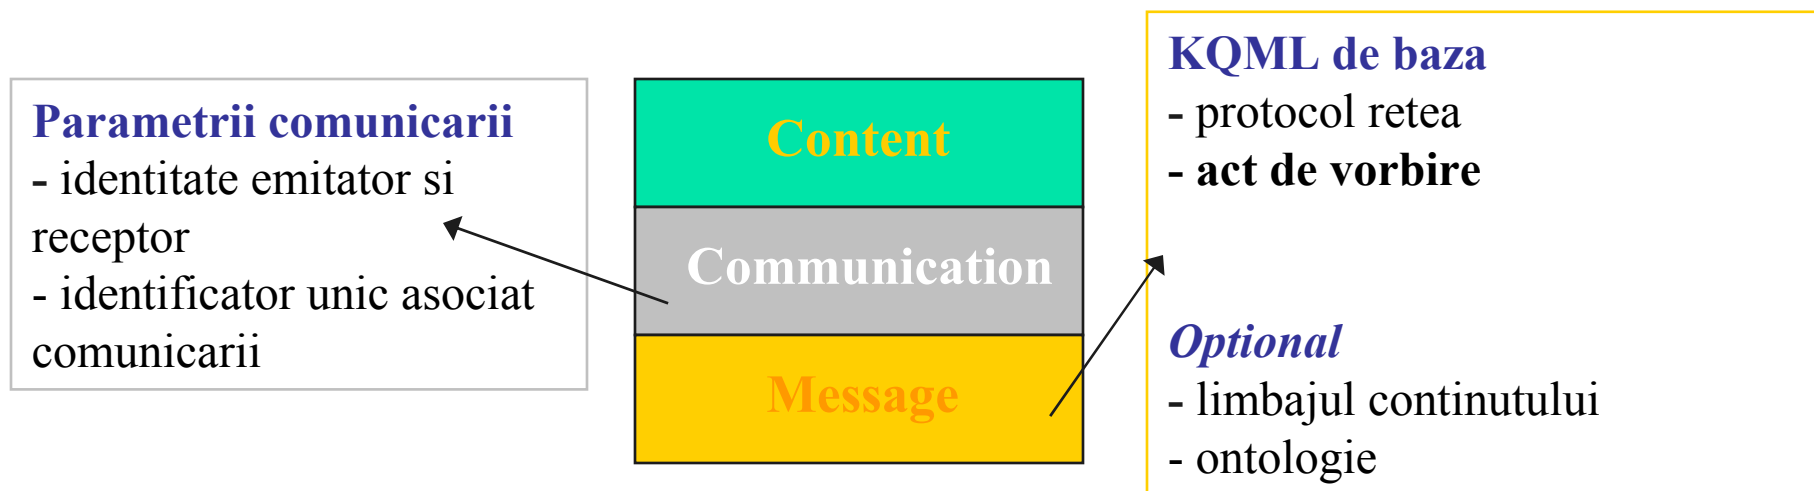 Parametrii comunicarii
- identitate emitator si
receptor
- identificator unic asociat
comunicarii
Content
Communication
Message
KQML de baza
- protocol retea
- act de vorbire
Optional
- limbajul continutului
- ontologie